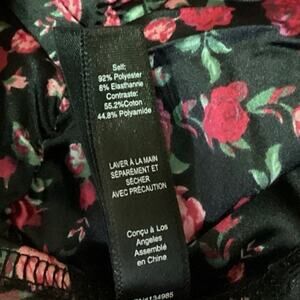 Self:
92% Polyester
8% Elasthanne
Contraste:
55.2%Coton
44.8% Polyamide
LAVER À LA MAIN
SÉPARÉMENT ET
SÉCHER
AVEC PRÉCAUTION
Conçu à Los
Angeles
Assemblé
en Chine